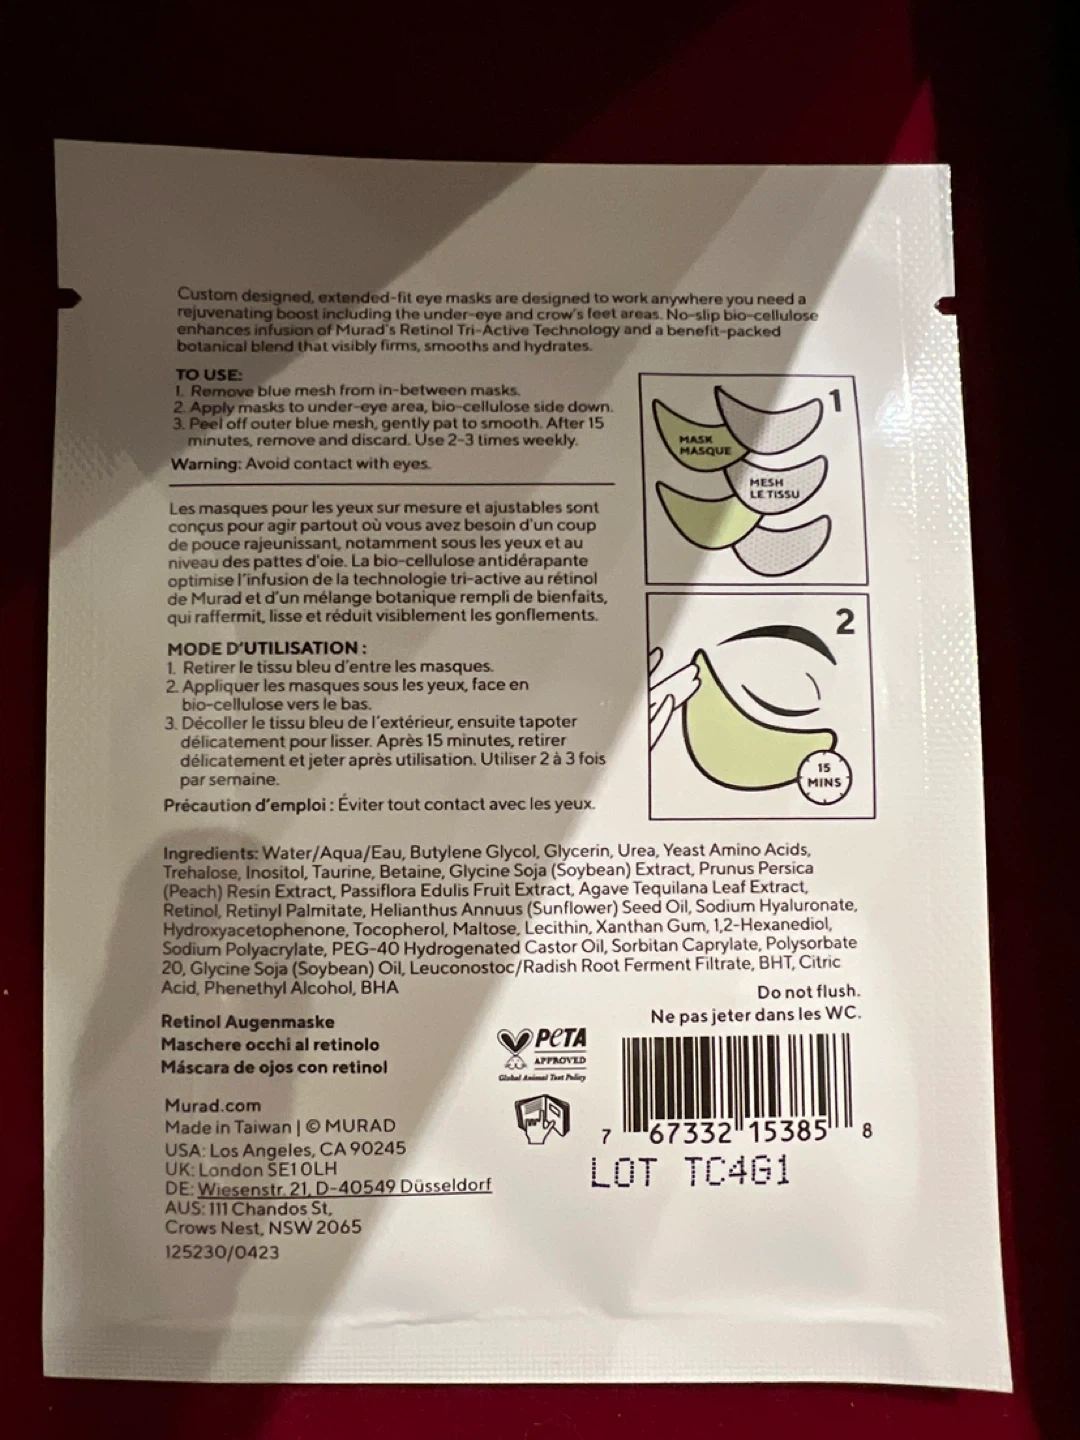 Custom designed, extended-fit eye masks are designed to work anywhere you need a
rejuvenating boost including the under-eye and crow's feet areas. No-slip bio-cellulose
enhances infusion of Murad's Retinol Tri-Active Technology and a benefit-packed
botanical blend that visibly firms, smooths and hydrates.
TO USE:
1. Remove blue mesh from in-between masks.
2. Apply masks to under-eye area, bio-cellulose side down.
3. Peel off outer blue mesh, gently pat to smooth. After 15
minutes, remove and discard. Use 2-3 times weekly.
Warning: Avoid contact with eyes.
1
MASK
MASQUE
MESH
LE TISSU
Les masques pour les yeux sur mesure et ajustables sont
conçus pour agir partout où vous avez besoin d'un coup
de pouce rajeunissant, notamment sous les yeux et au
niveau des pattes d'oie. La bio-cellulose antidérapante
optimise l'infusion de la technologie tri-active au rétinol
de Murad et d'un mélange botanique rempli de bienfaits,
qui raffermit, lisse et réduit visiblement les gonflements.
MODE D'UTILISATION :
1. Retirer le tissu bleu d'entre les masques.
2. Appliquer les masques sous les yeux, face en
bio-cellulose vers le bas.
3. Décoller le tissu bleu de l'extérieur, ensuite tapoter
délicatement pour lisser. Après 15 minutes, retirer
délicatement et jeter après utilisation. Utiliser 2 à 3 fois
par semaine.
Précaution d'emploi : Éviter tout contact avec les yeux.
2
15
MINS
Ingredients: Water/Aqua/Eau, Butylene Glycol, Glycerin, Urea, Yeast Amino Acids,
Trehalose, Inositol, Taurine, Betaine, Glycine Soja (Soybean) Extract, Prunus Persica
(Peach) Resin Extract, Passiflora Edulis Fruit Extract, Agave Tequilana Leaf Extract,
Retinol, Retinyl Palmitate, Helianthus Annuus (Sunflower) Seed Oil, Sodium Hyaluronate,
Hydroxyacetophenone, Tocopherol, Maltose, Lecithin, Xanthan Gum, 1,2-Hexanediol,
Sodium Polyacrylate, PEG-40 Hydrogenated Castor Oil, Sorbitan Caprylate, Polysorbate
20, Glycine Soja (Soybean) Oil, Leuconostoc/Radish Root Ferment Filtrate, BHT, Citric
Acid, Phenethyl Alcohol, BHA
Do not flush.
Ne pas jeter dans les WC.
Retinol Augenmaske
Maschere occhi al retinolo
Máscara de ojos con retinol
PETA
APPROVED
Global Animal Test Policy
Murad.com
Made in Taiwan | © MURAD
USA: Los Angeles, CA 90245
UK: London SE1 0LH
DE: Wiesenstr. 21, D-40549 Düsseldorf
AUS: 111 Chandos St,
Crows Nest, NSW 2065
125230/0423
7 67332 15385 8
LOT TC4G1